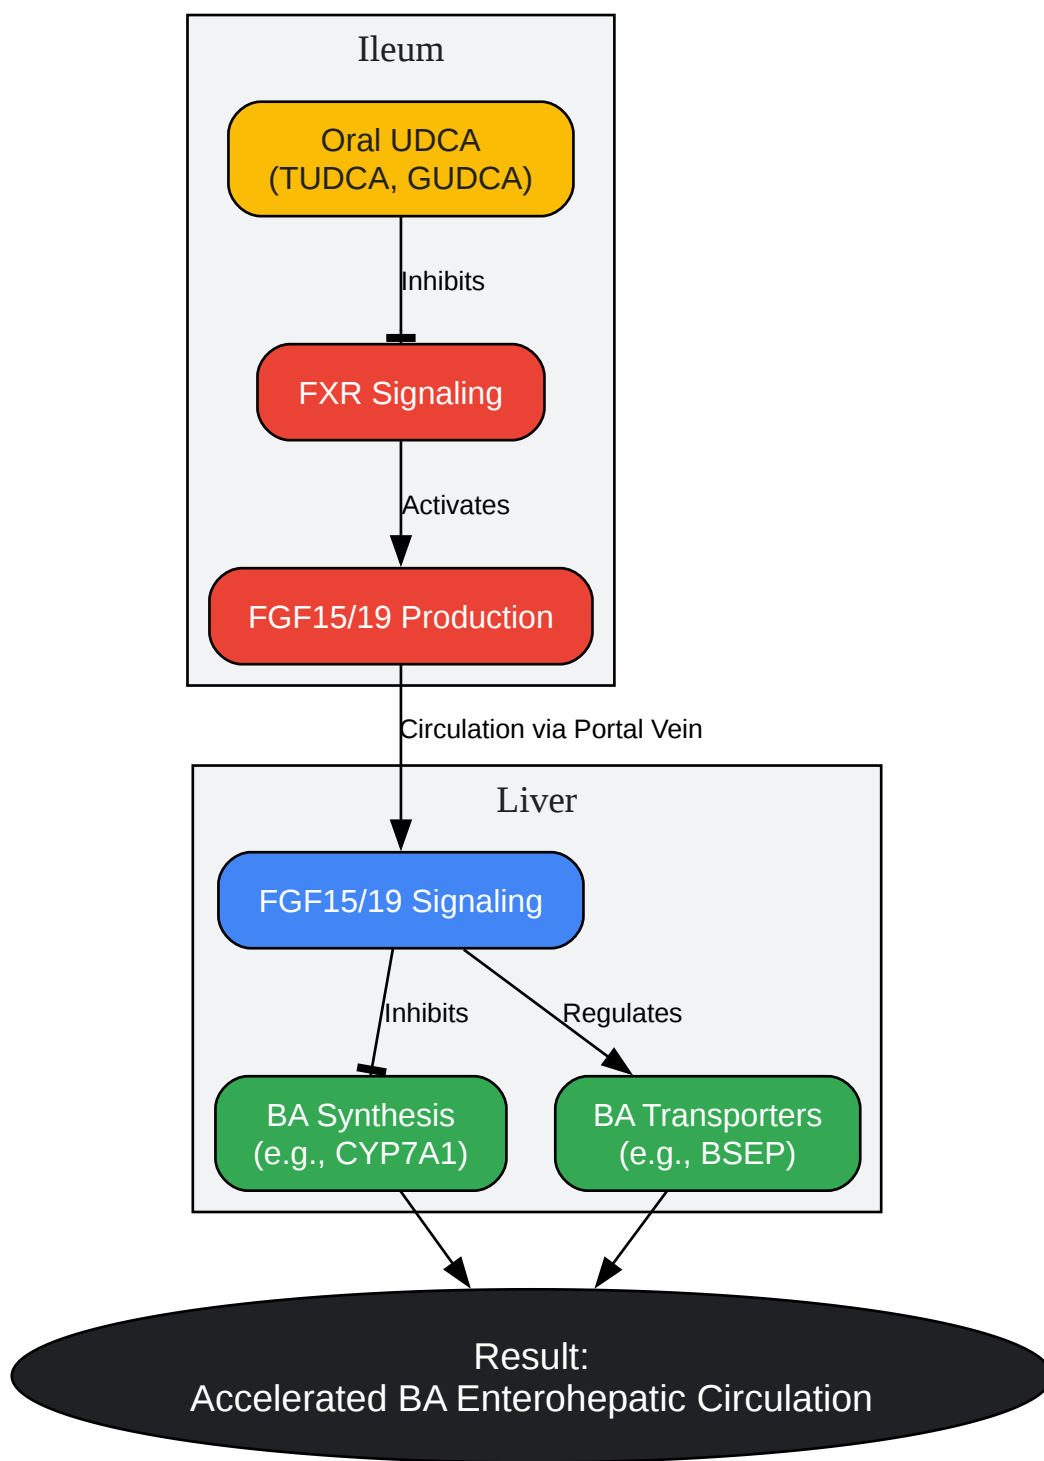 Ileum
Oral UDCA
(TUDCA, GUDCA)
Inhibits
FXR Signaling
Activates
FGF15/19 Production
Circulation via Portal Vein
Liver
FGF15/19 Signaling
Inhibits
Regulates
BA Synthesis
(e.g., CYP7A1)
BA Transporters
(e.g., BSEP)
Result:
Accelerated BA Enterohepatic Circulation